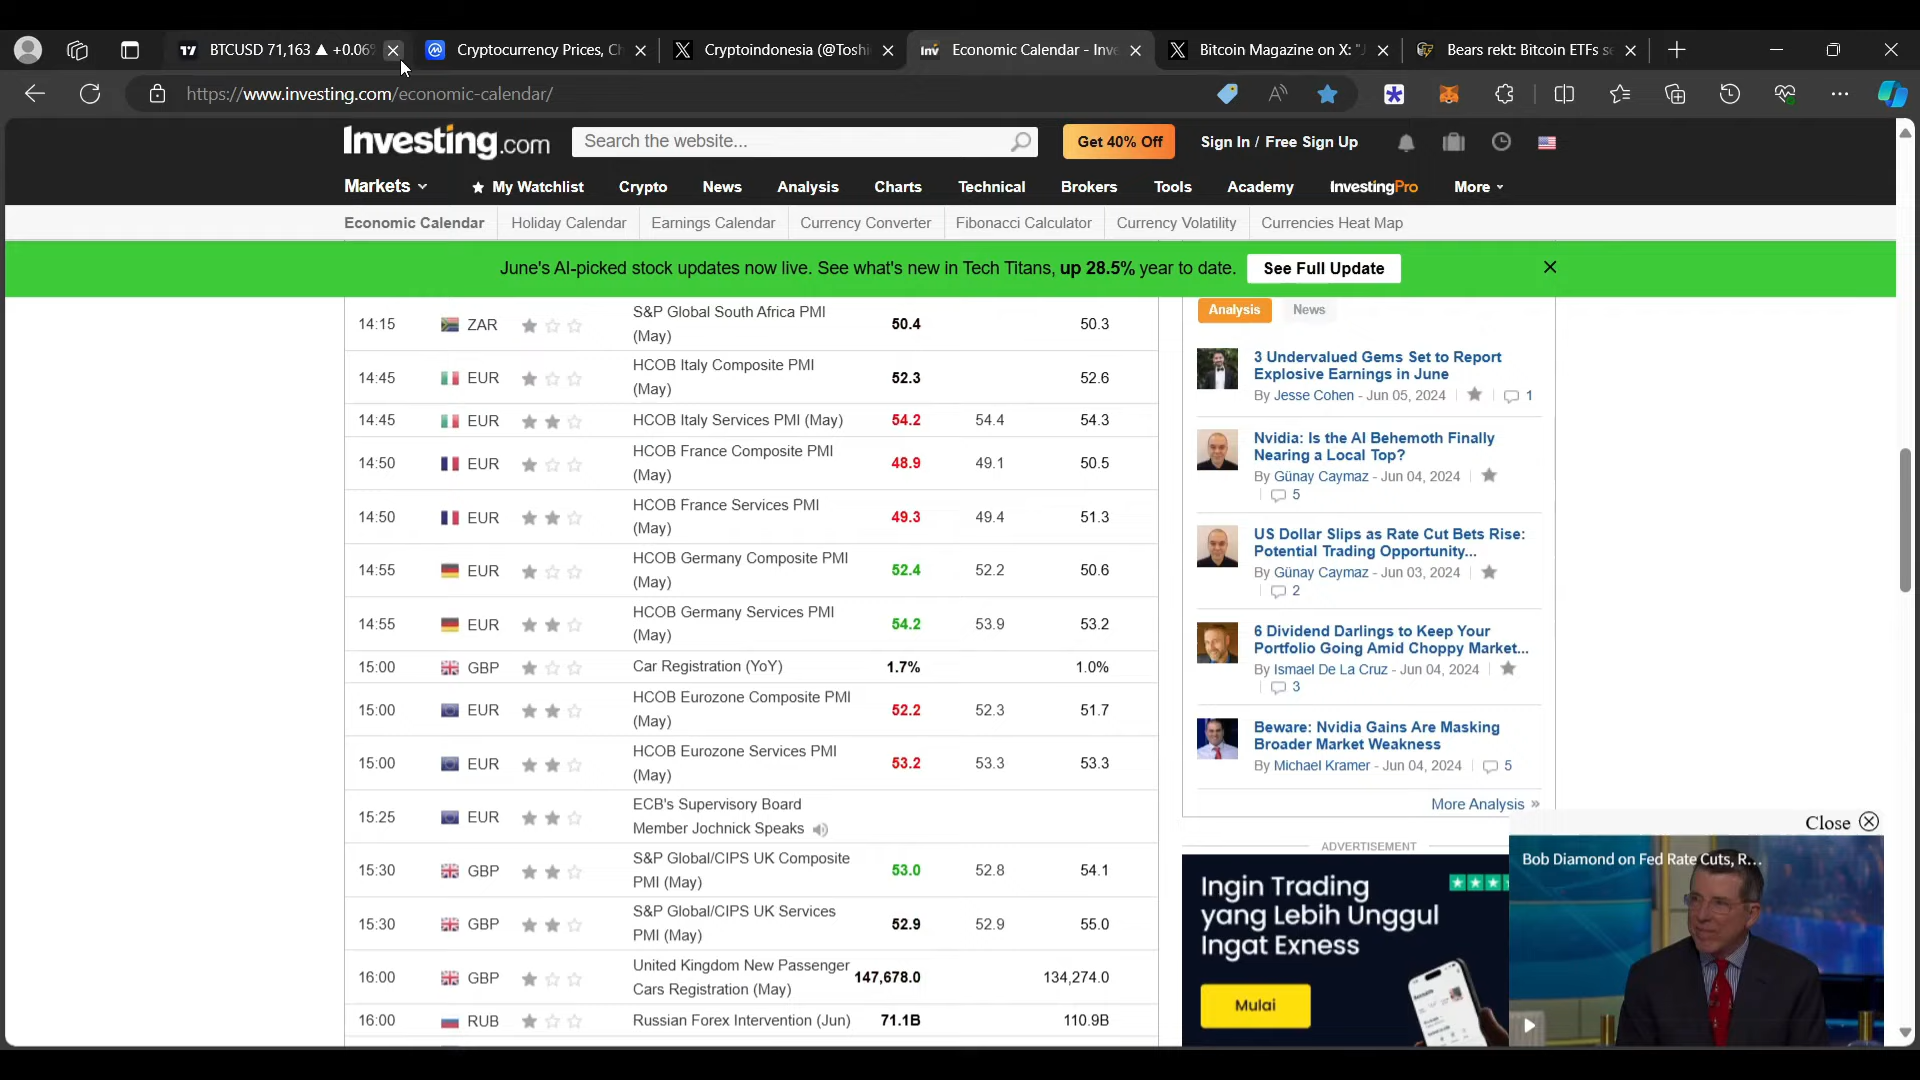 BTCUSD 71,163 ▲ +0.06
Cryptocurrency Prices, Ch
Cryptoindonesia (@Toshi
Inv Economic Calendar - Inve
Bitcoin Magazine on X: "J
Bears rekt: Bitcoin ETFs se
https://www.investing.com/economic-calendar/
Investing.com
Search the website...
Get 40% Off
Sign In / Free Sign Up
Markets
My Watchlist
Crypto
News
Analysis
Charts
Technical
Brokers
Tools
Academy
InvestingPro
More
Economic Calendar
Holiday Calendar
Earnings Calendar
Currency Converter
Fibonacci Calculator
Currency Volatility
Currencies Heat Map
June's AI-picked stock updates now live. See what's new in Tech Titans, up 28.5% year to date.
See Full Update
14:15 ZAR S&P Global South Africa PMI 50.4 50.3
(May)
14:45 EUR HCOB Italy Composite PMI 52.3 52.6
(May)
14:45 EUR HCOB Italy Services PMI (May) 54.2 54.4 54.3
14:50 EUR HCOB France Composite PMI 48.9 49.1 50.5
(May)
14:50 EUR HCOB France Services PMI 49.3 49.4 51.3
(May)
14:55 EUR HCOB Germany Composite PMI 52.4 52.2 50.6
(May)
14:55 EUR HCOB Germany Services PMI 54.2 53.9 53.2
(May)
15:00 GBP Car Registration (YoY) 1.7% 1.0%
15:00 EUR HCOB Eurozone Composite PMI 52.2 52.3 51.7
(May)
15:00 EUR HCOB Eurozone Services PMI 53.2 53.3 53.3
(May)
15:25 EUR ECB's Supervisory Board
Member Jochnick Speaks
15:30 GBP S&P Global/CIPS UK Composite 53.0 52.8 54.1
PMI (May)
15:30 GBP S&P Global/CIPS UK Services 52.9 52.9 55.0
PMI (May)
16:00 GBP United Kingdom New Passenger 147,678.0 134,274.0
Cars Registration (May)
16:00 RUB Russian Forex Intervention (Jun) 71.1B 110.9B
Analysis
News
3 Undervalued Gems Set to Report
Explosive Earnings in June
By Jesse Cohen - Jun 05, 2024 1
Nvidia: Is the AI Behemoth Finally
Nearing a Local Top?
By Günay Caymaz - Jun 04, 2024
5
US Dollar Slips as Rate Cut Bets Rise:
Potential Trading Opportunity...
By Günay Caymaz - Jun 03, 2024
2
6 Dividend Darlings to Keep Your
Portfolio Going Amid Choppy Market...
By Ismael De La Cruz - Jun 04, 2024
3
Beware: Nvidia Gains Are Masking
Broader Market Weakness
By Michael Kramer - Jun 04, 2024 5
More Analysis »
Close
ADVERTISEMENT
Bob Diamond on Fed Rate Cuts, R...
Ingin Trading
yang Lebih Unggul
Ingat Exness
Mulai